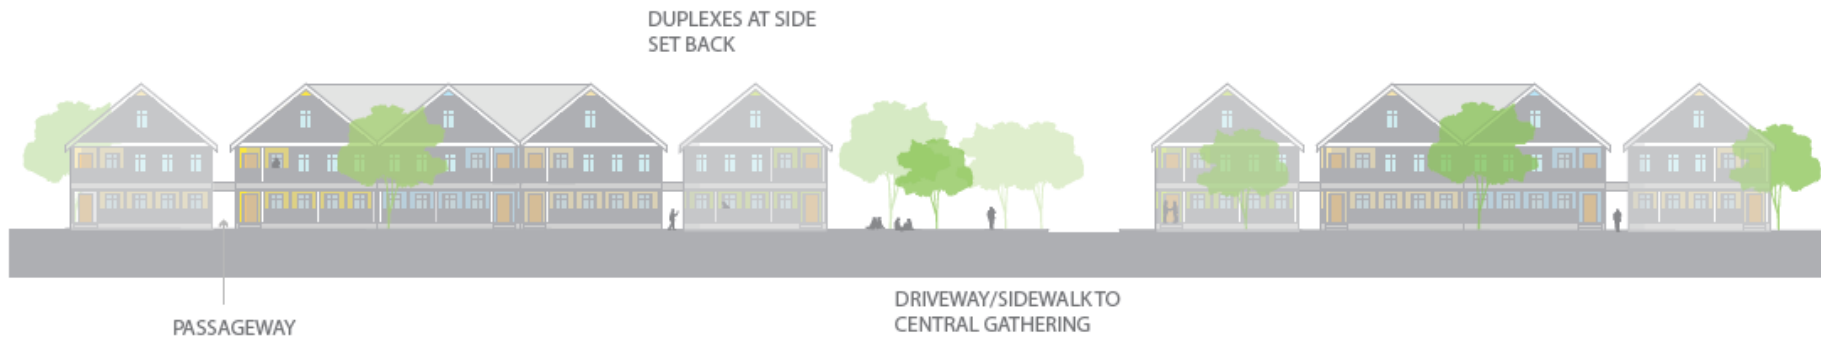 DUPLEXES AT SIDE
SET BACK
DRIVEWAY/SIDEWALK TO
CENTRAL GATHERING
PASSAGEWAY